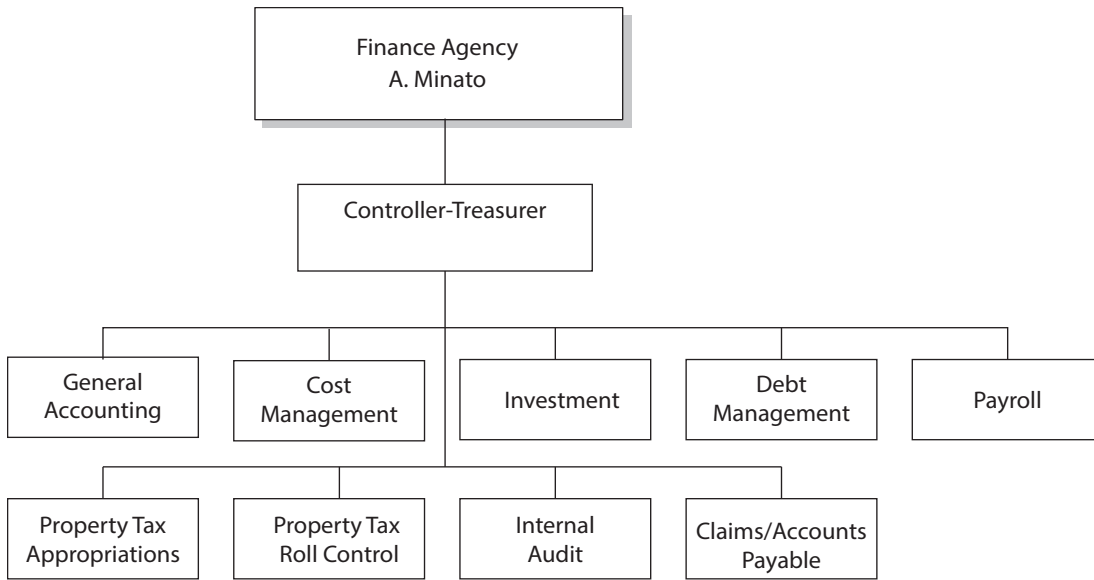 Finance Agency
A. Minato
Controller-Treasurer
General
Accounting
Cost
Management
Investment
Debt
Management
Payroll
Property Tax
Appropriations
Property Tax
Roll Control
Internal
Audit
Claims/Accounts
Payable